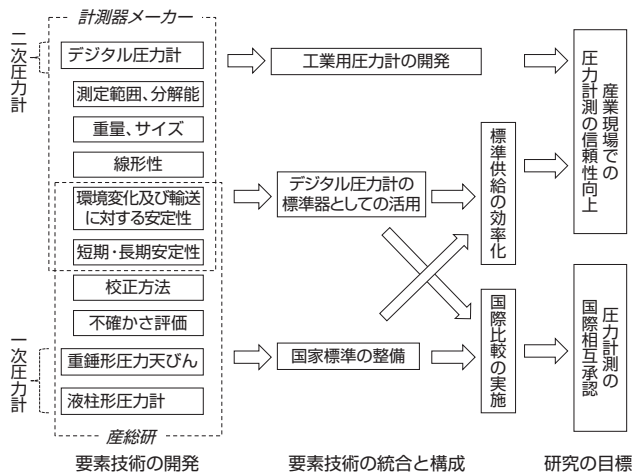 計測器メーカー
二次圧力計
デジタル圧力計
測定範囲、分解能
重量、サイズ
線形性
環境変化及び輸送
に対する安定性
短期・長期安定性
校正方法
不確かさ評価
一次圧力計
重錘形圧力天びん
液柱形圧力計
産総研
要素技術の開発
工業用圧力計の開発
デジタル圧力計の
標準器としての活用
国家標準の整備
標準供給の効率化
国際比較の実施
要素技術の統合と構成
産業現場での
圧力計測の信頼性向上
圧力計測の
国際相互承認
研究の目標